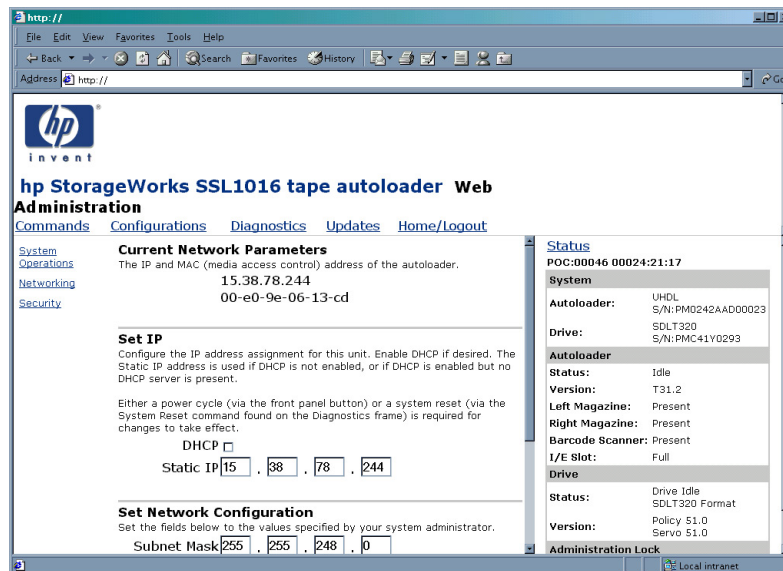 http://
File Edit View Favorites Tools Help
Back Search Favorites History
Address http:// Go
hp
invent
hp StorageWorks SSL1016 tape autoloader Web
Administration
Commands Configurations Diagnostics Updates Home/Logout
System
Operations
Networking
Security
Current Network Parameters
The IP and MAC (media access control) address of the autoloader.
15.38.78.244
00-e0-9e-06-13-cd
Set IP
Configure the IP address assignment for this unit. Enable DHCP if desired. The
Static IP address is used if DHCP is not enabled, or if DHCP is enabled but no
DHCP server is present.
Either a power cycle (via the front panel button) or a system reset (via the
System Reset command found on the Diagnostics frame) is required for
changes to take effect.
DHCP
Static IP 15 . 38 . 78 . 244
Set Network Configuration
Set the fields below to the values specified by your system administrator.
Subnet Mask 255 . 255 . 248 . 0
Status
POC:00046 00024:21:17
System
Autoloader: UHDL
S/N:PM0242AAD00023
Drive: SDLT320
S/N:PMC41Y0293
Autoloader
Status: Idle
Version: T31.2
Left Magazine: Present
Right Magazine: Present
Barcode Scanner: Present
I/E Slot: Full
Drive
Status: Drive Idle
SDLT320 Format
Version: Policy 51.0
Servo 51.0
Administration Lock
Local intranet